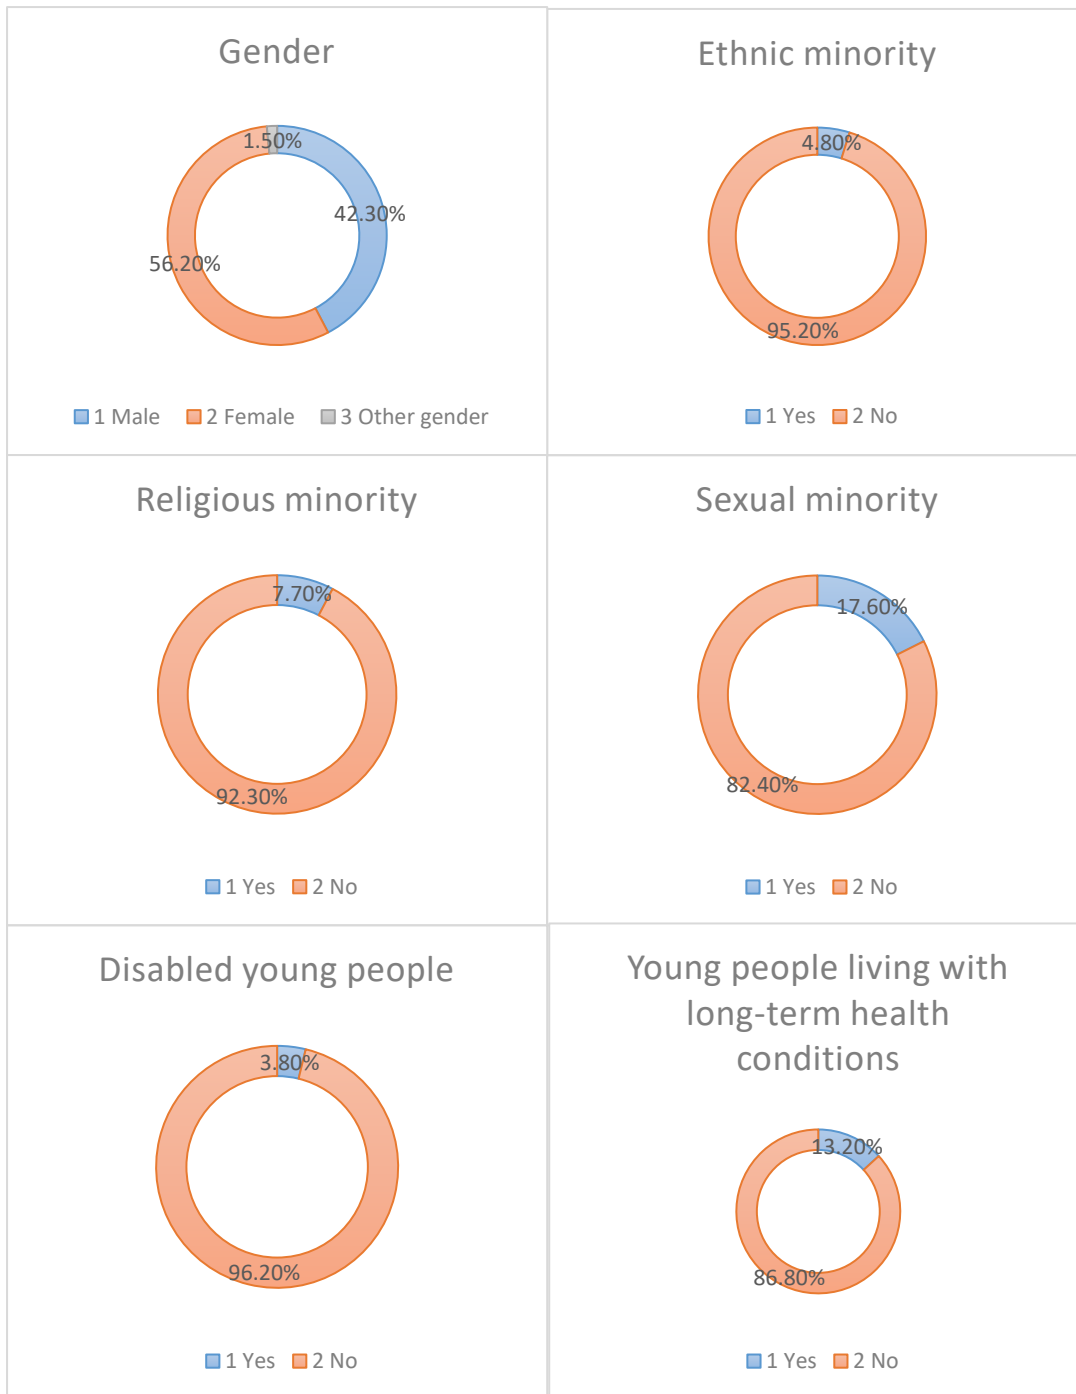 Gender
1.50%
42.30%
56.20%
1 Male 2 Female 3 Other gender
Ethnic minority
4.80%
95.20%
1 Yes 2 No
Religious minority
7.70%
92.30%
1 Yes 2 No
Sexual minority
17.60%
82.40%
1 Yes 2 No
Disabled young people
3.80%
96.20%
1 Yes 2 No
Young people living with
long-term health
conditions
13.20%
86.80%
1 Yes 2 No